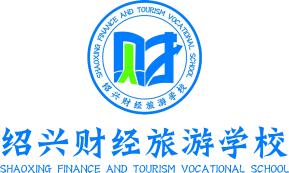 SHAOXING FINANCE AND TOURISM VOCATIONAL SCHOOL
财
绍兴财经旅游学校
绍兴财经旅游学校
SHAOXING FINANCE AND TOURISM VOCATIONAL SCHOOL